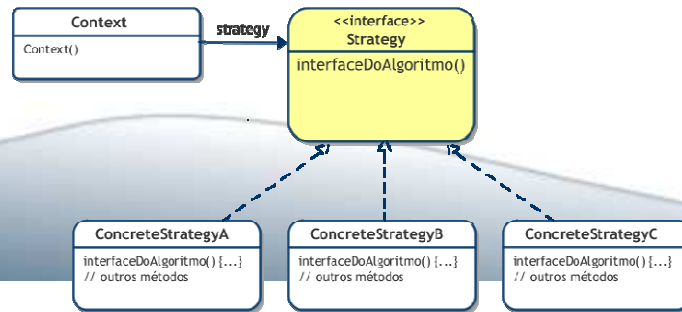 Context
Context()
strategy
<<interface>>
Strategy
interfaceDoAlgoritmo()
ConcreteStrategyA
interfaceDoAlgoritmo() {...}
// outros métodos
ConcreteStrategyB
interfaceDoAlgoritmo() {...}
// outros métodos
ConcreteStrategyC
interfaceDoAlgoritmo() {...}
// outros métodos